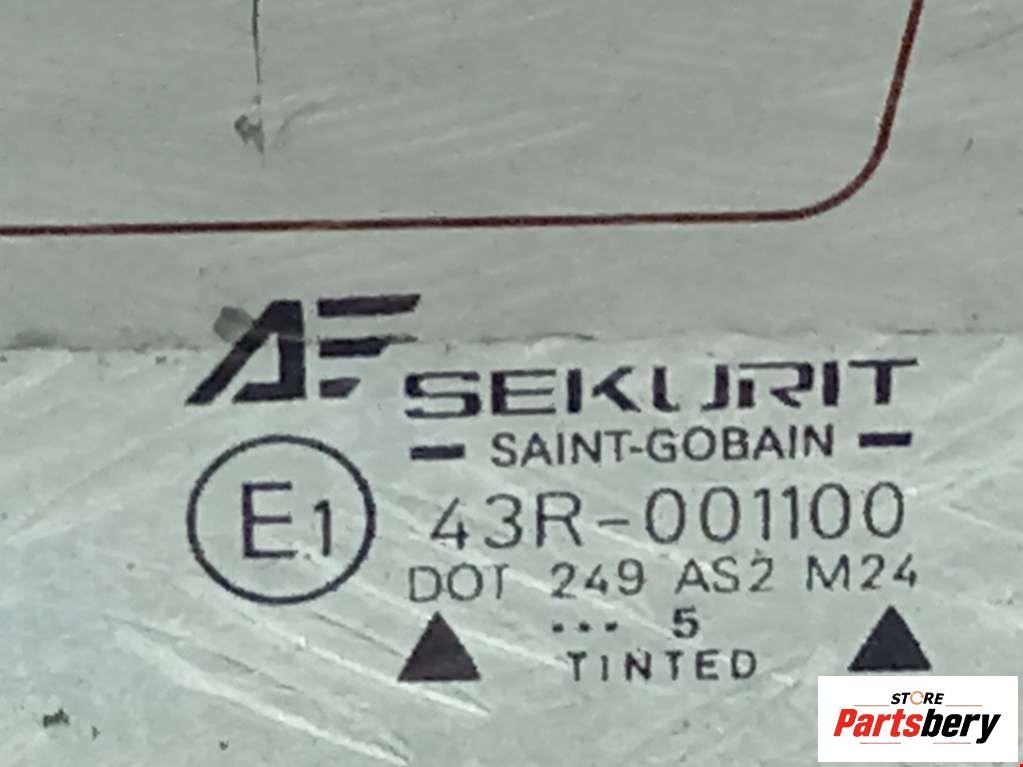 AF
SEKURIT
SAINT-GOBAIN
E1
43R-001100
DOT 249 AS2 M24
... 5
TINTED
STORE
Partsbery